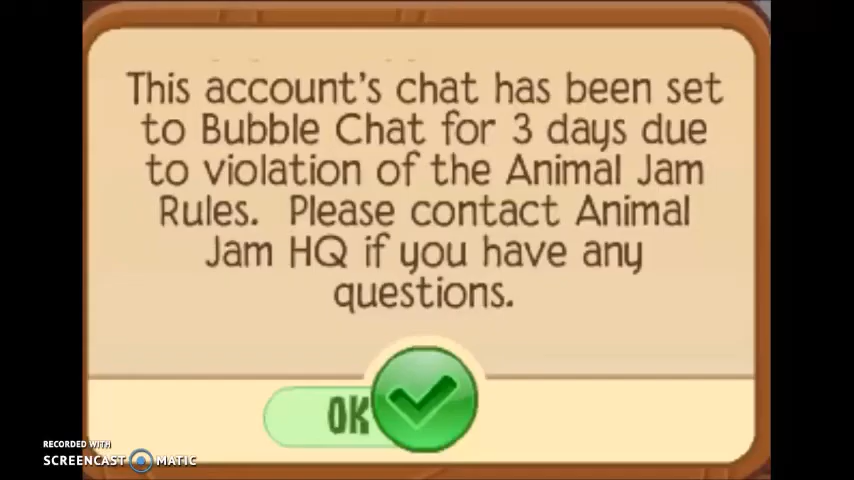 This account's chat has been set
to Bubble Chat for 3 days due
to violation of the Animal Jam
Rules. Please contact Animal
Jam HQ if you have any
questions.
OK
RECORDED WITH
SCREENCAST MATIC